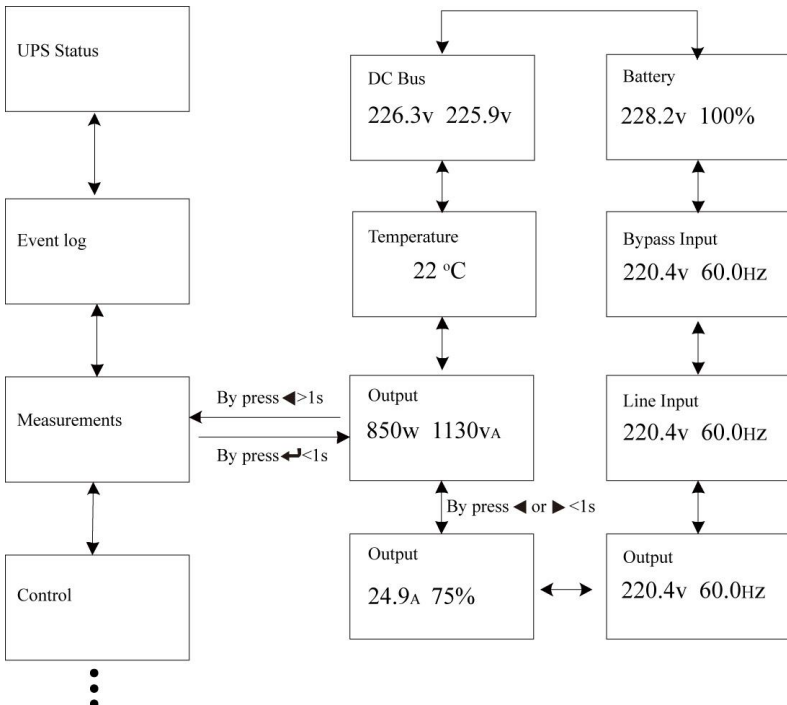 UPS Status
Event log
Measurements
Control
By press ◀>1s
By press ↵<1s
DC Bus
226.3v 225.9v
Temperature
22 °C
Output
850w 1130vA
By press ◀ or ▶ <1s
Output
24.9A 75%
Battery
228.2v 100%
Bypass Input
220.4v 60.0HZ
Line Input
220.4v 60.0HZ
Output
220.4v 60.0HZ